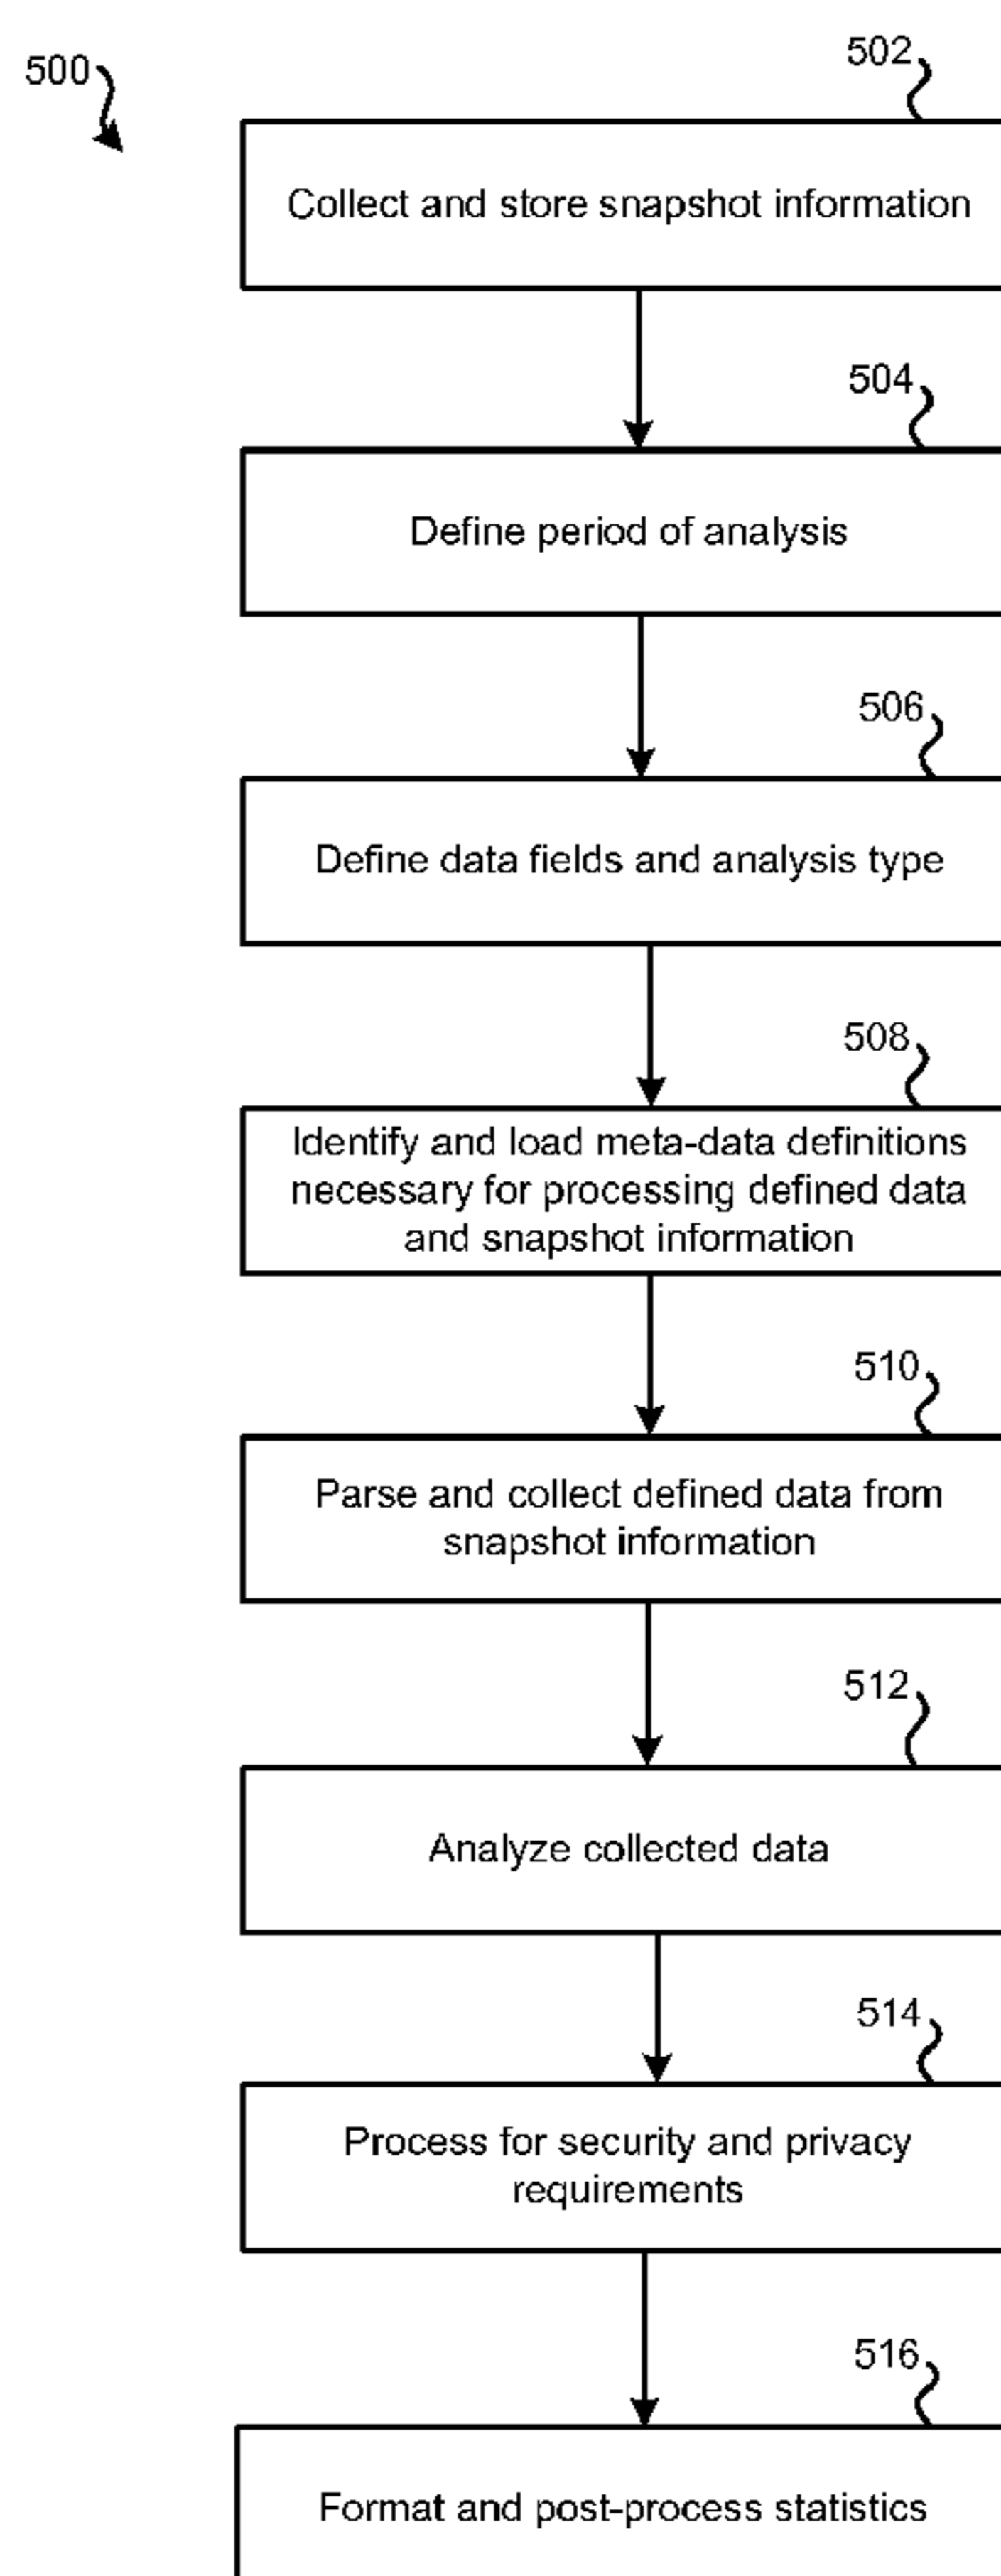 500
502
Collect and store snapshot information
504
Define period of analysis
506
Define data fields and analysis type
508
Identify and load meta-data definitions
necessary for processing defined data
and snapshot information
510
Parse and collect defined data from
snapshot information
512
Analyze collected data
514
Process for security and privacy
requirements
516
Format and post-process statistics